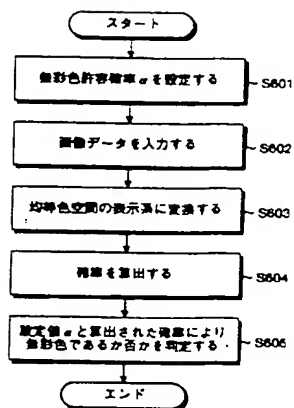 スタート
無彩色許容確率αを設定する
S601
画像データを入力する
S602
均等色空間の表示系に変換する
S603
確率を算出する
S604
設定値αと算出された確率により
無彩色であるか否かを判定する
S605
エンド